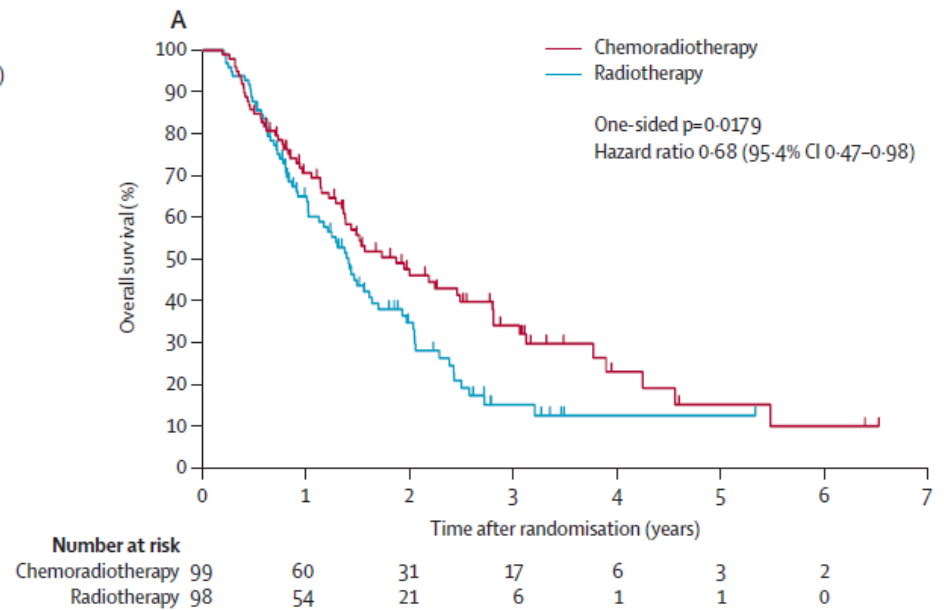 A
)
Chemoradiotherapy
Radiotherapy
One-sided p=0·0179
Hazard ratio 0·68 (95·4% CI 0·47–0·98)
Overall survival (%)
100
90
80
70
60
50
40
30
20
10
0
0 1 2 3 4 5 6 7
Time after randomisation (years)
Number at risk
Chemoradiotherapy 99 60 31 17 6 3 2
Radiotherapy 98 54 21 6 1 1 0